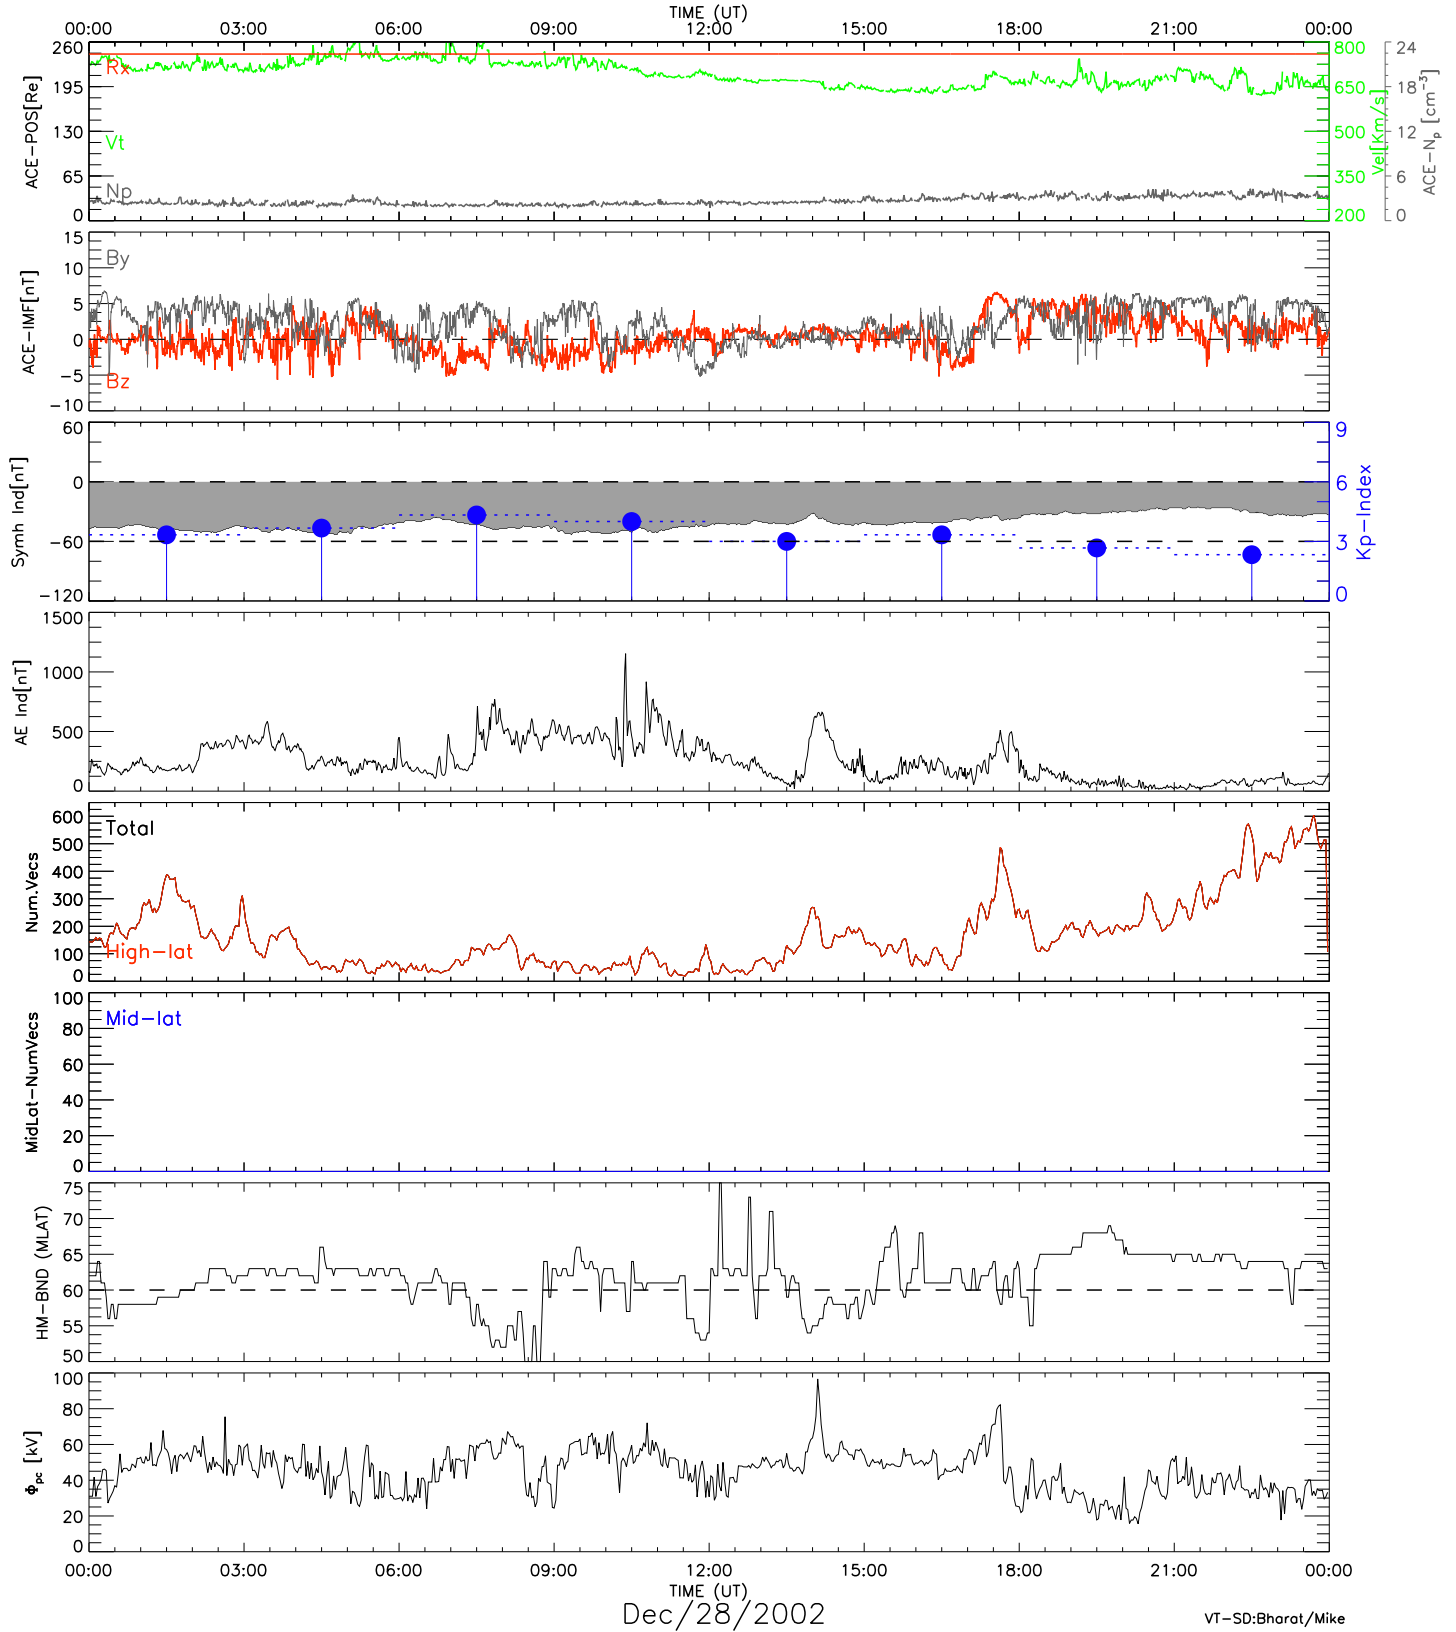 TIME (UT)
00:00 03:00 06:00 09:00 12:00 15:00 18:00 21:00 00:00
ACE-POS[Re]
260
195
130
65
0
Rx
Vt
Np
800
650
500
350
200
Vel[Km/s]
24
18
12
6
0
ACE-Np [cm-3]
ACE-IMF[nT]
15
10
5
0
-5
-10
By
Bz
Symh Ind[nT]
60
0
-60
-120
9
6
3
0
Kp-Index
AE Ind[nT]
1500
1000
500
0
Num.Vecs
600
500
400
300
200
100
0
Total
High-lat
MidLat-NumVecs
100
80
60
40
20
0
Mid-lat
HM-BND (MLAT)
75
70
65
60
55
50
Φpc [kV]
100
80
60
40
20
0
00:00 03:00 06:00 09:00 12:00 15:00 18:00 21:00 00:00
TIME (UT)
Dec/28/2002
VT-SD:Bharat/Mike